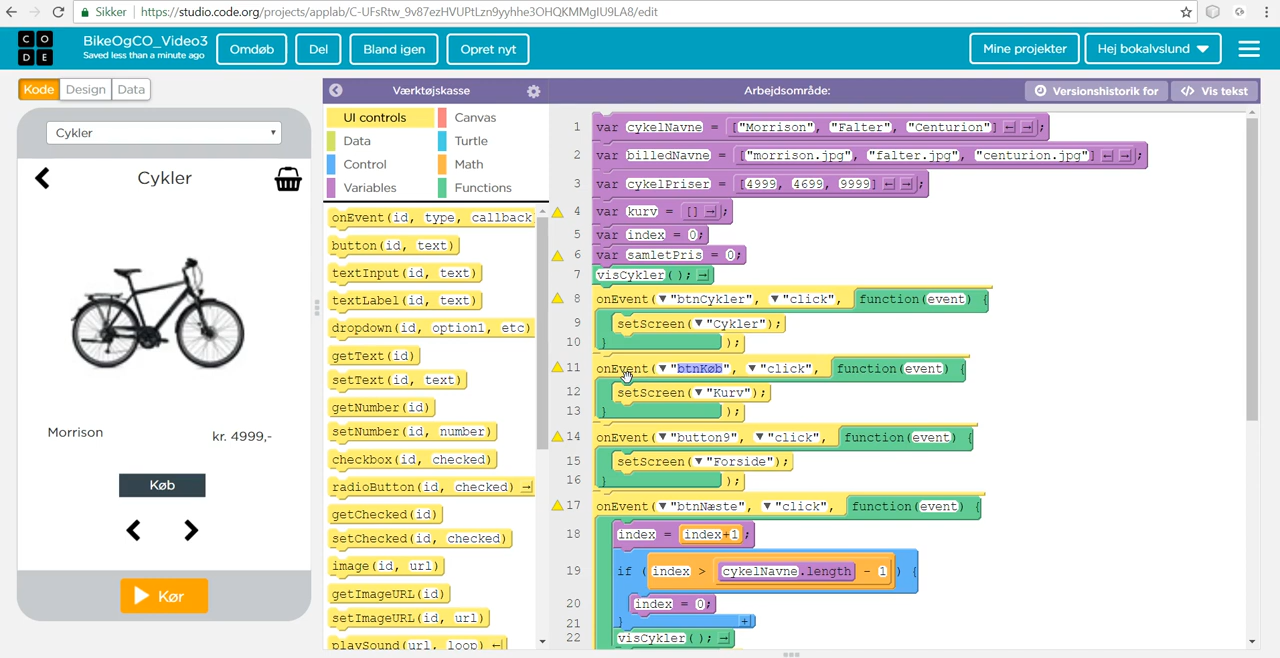 Sikker https://studio.code.org/projects/applab/C-UFsRtw_9v87ezHVUPtLzn9yyhhe3OHQKMMgIU9LA8/edit
CODE
BikeOgCO_Video3
Saved less than a minute ago
Omdøb
Del
Bland igen
Opret nyt
Mine projekter
Hej bokalvslund
Kode Design Data
Cykler
Cykler
Morrison
kr. 4999,-
Køb
Kør
Værktøjskasse
UI controls
Canvas
Data
Turtle
Control
Math
Variables
Functions
onEvent(id, type, callback
button(id, text)
textInput(id, text)
textLabel(id, text)
dropdown(id, option1, etc)
getText(id)
setText(id, text)
getNumber(id)
setNumber(id, number)
checkbox(id, checked)
radioButton(id, checked)
getChecked(id)
setChecked(id, checked)
image(id, url)
getImageURL(id)
setImageURL(id, url)
playSound(url, loop)
Arbejdsområde:
Versionshistorik for
</> Vis tekst
1 var cykelNavne = ["Morrison", "Falter", "Centurion"];
2 var billedNavne = ["morrison.jpg", "falter.jpg", "centurion.jpg"];
3 var cykelPriser = [4999, 4699, 9999];
4 var kurv = [];
5 var index = 0;
6 var samletPris = 0;
7 visCykler();
8 onEvent("btnCykler", "click", function(event) {
9 setScreen("Cykler");
10 });
11 onEvent("btnKøb", "click", function(event) {
12 setScreen("Kurv");
13 });
14 onEvent("button9", "click", function(event) {
15 setScreen("Forside");
16 });
17 onEvent("btnNæste", "click", function(event) {
18 index = index+1;
19 if (index > cykelNavne.length - 1) {
20 index = 0;
21 }
22 visCykler();